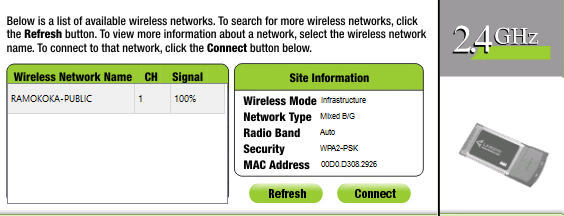 Below is a list of available wireless networks. To search for more wireless networks, click
the Refresh button. To view more information about a network, select the wireless network
name. To connect to that network, click the Connect button below.
2.4GHz
Wireless Network Name CH Signal
RAMOKOKA-PUBLIC 1 100%
Site Information
Wireless Mode Infrastructure
Network Type Mixed B/G
Radio Band Auto
Security WPA2-PSK
MAC Address 00D0.D308.2926
Refresh Connect